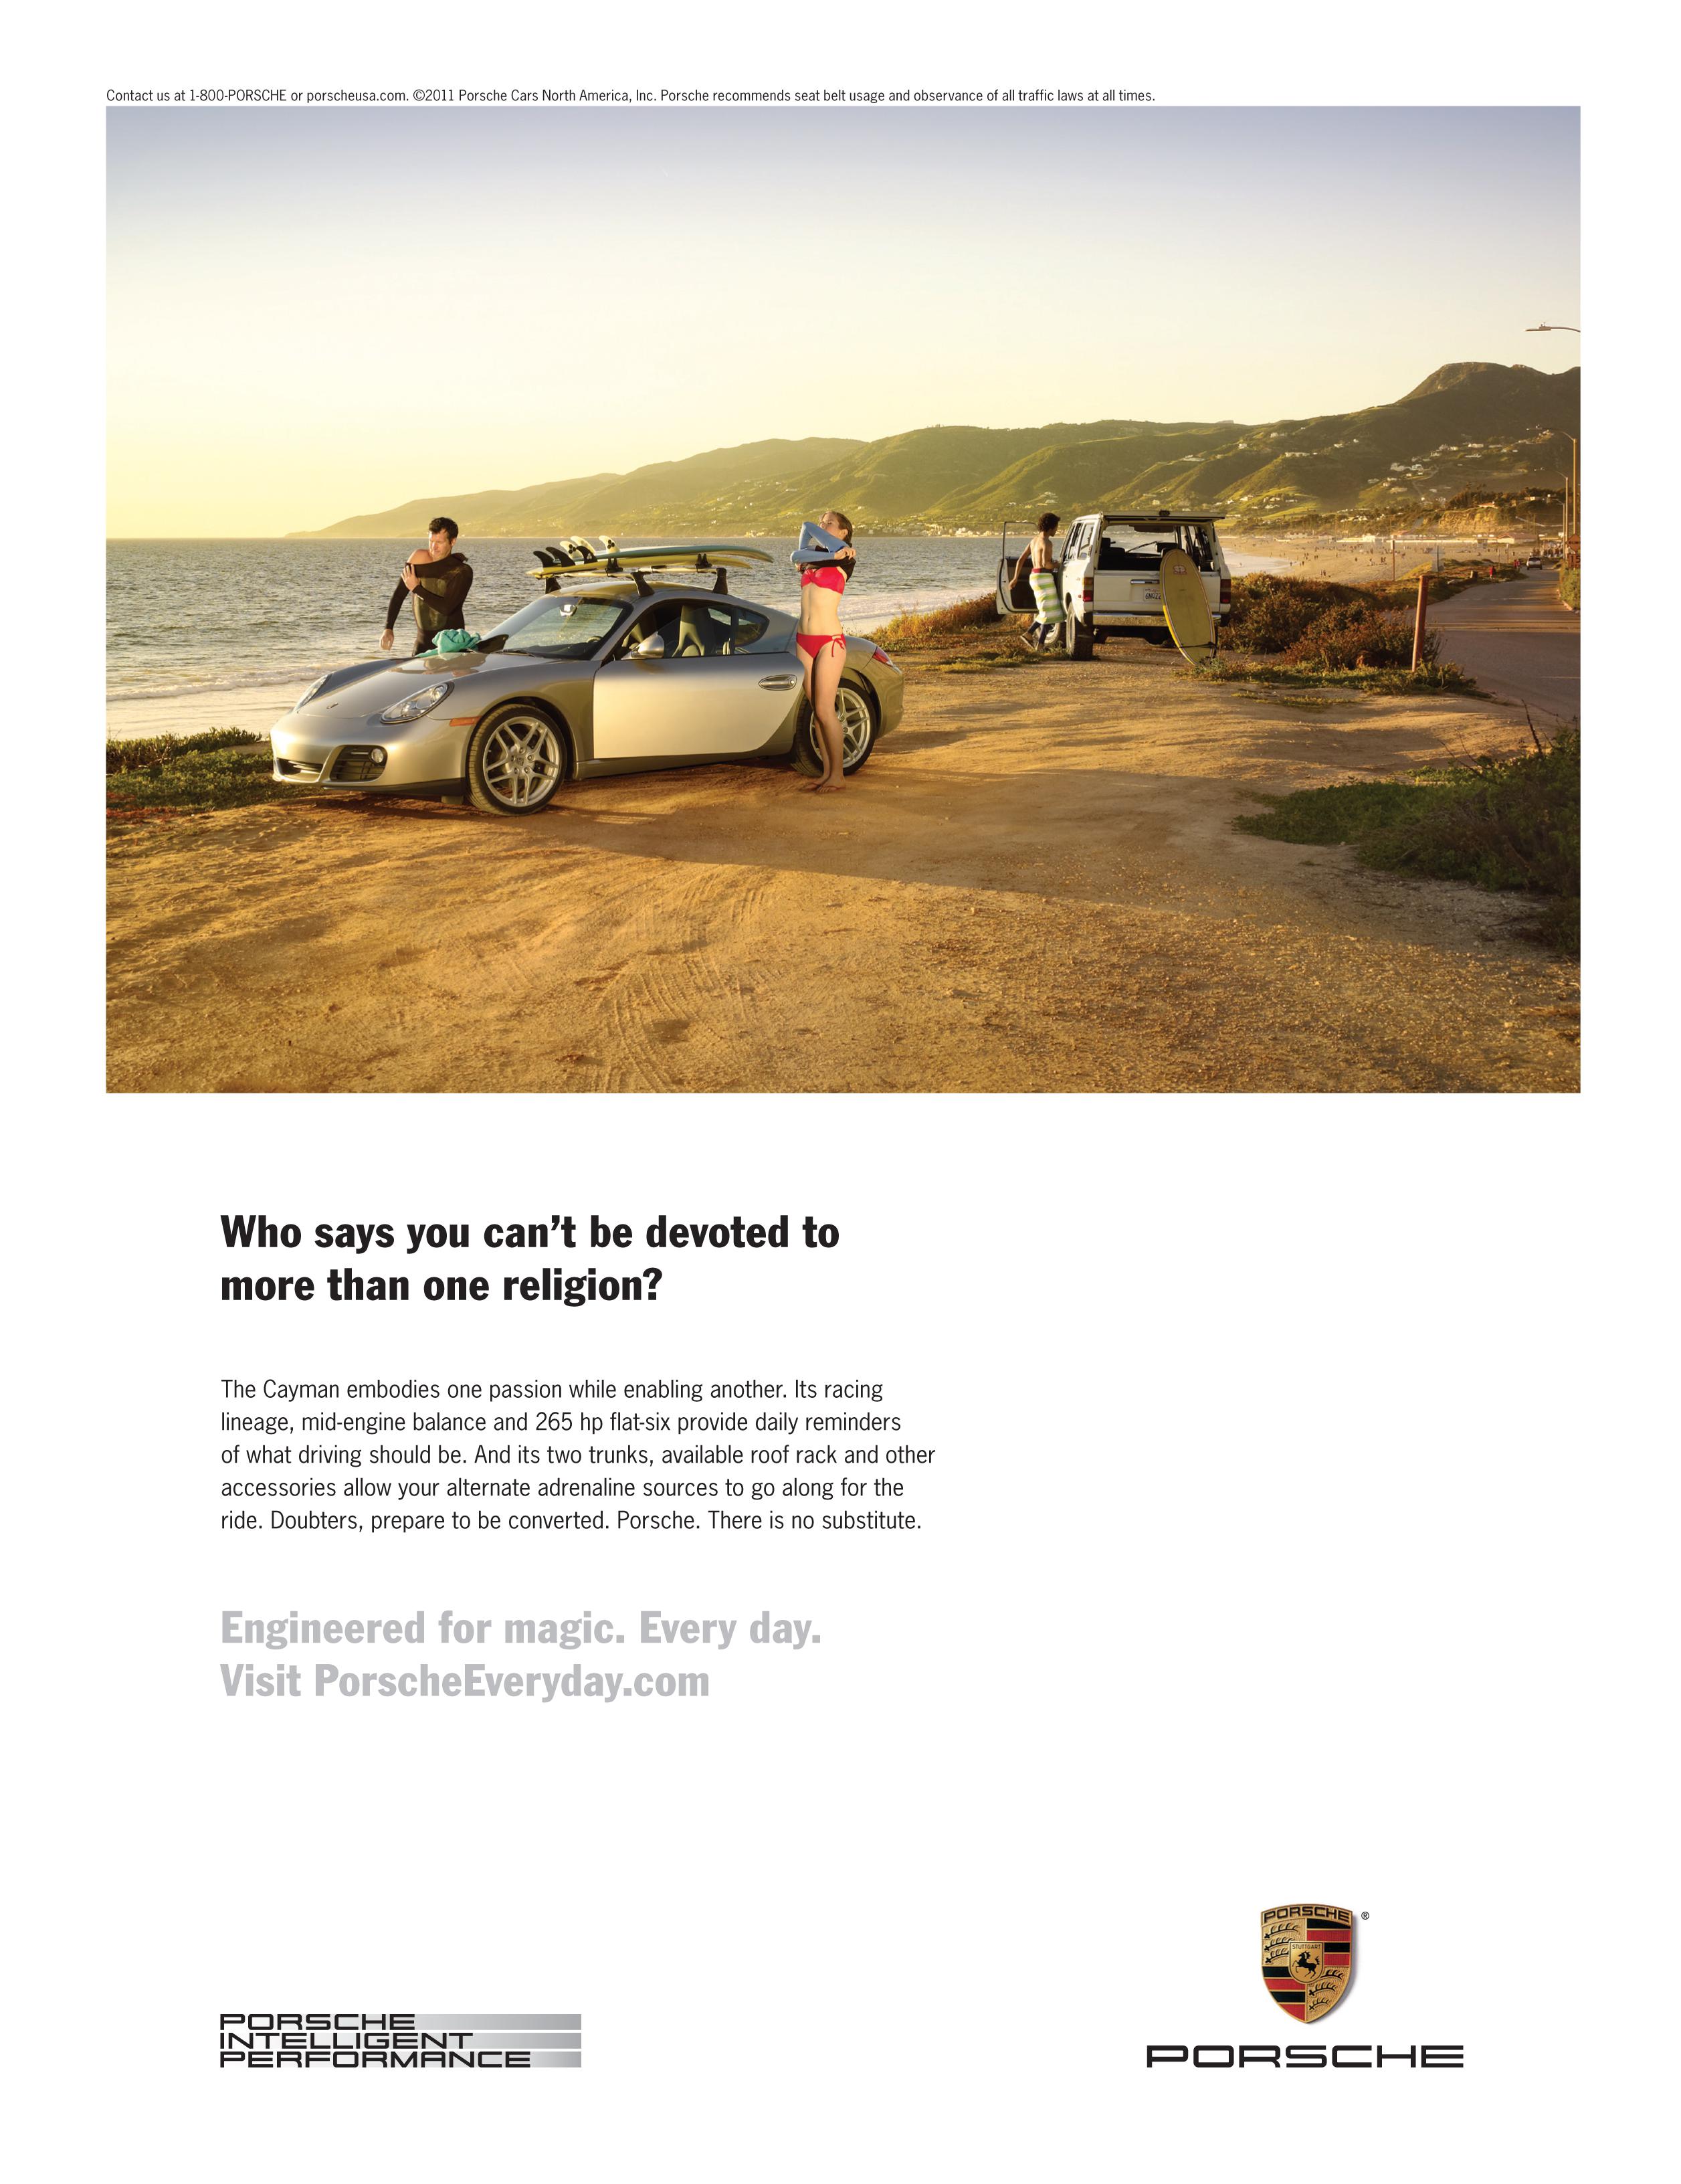 Contact us at 1-800-PORSCHE or porscheusa.com. ©2011 Porsche Cars North America, Inc. Porsche recommends seat belt usage and observance of all traffic laws at all times.
Who says you can’t be devoted to
more than one religion?
The Cayman embodies one passion while enabling another. Its racing
lineage, mid-engine balance and 265 hp flat-six provide daily reminders
of what driving should be. And its two trunks, available roof rack and other
accessories allow your alternate adrenaline sources to go along for the
ride. Doubters, prepare to be converted. Porsche. There is no substitute.
Engineered for magic. Every day.
Visit PorscheEveryday.com
PORSCHE
INTELLIGENT
PERFORMANCE
PORSCHE ®
STUTTGART
PORSCHE